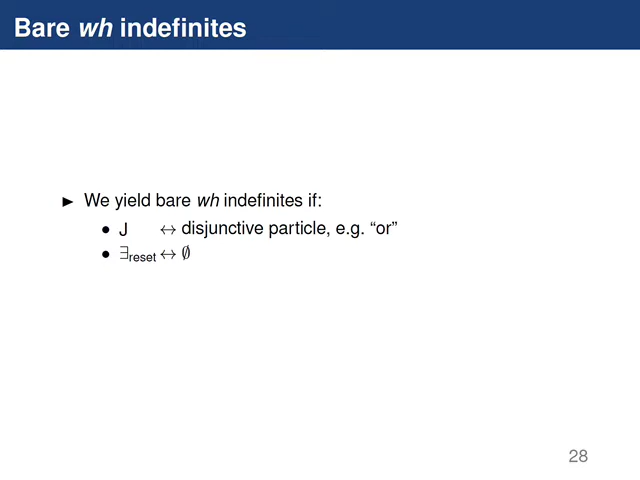 Bare wh indefinites
► We yield bare wh indefinites if:
• J ↔ disjunctive particle, e.g. “or”
• ∃reset ↔ ∅
28